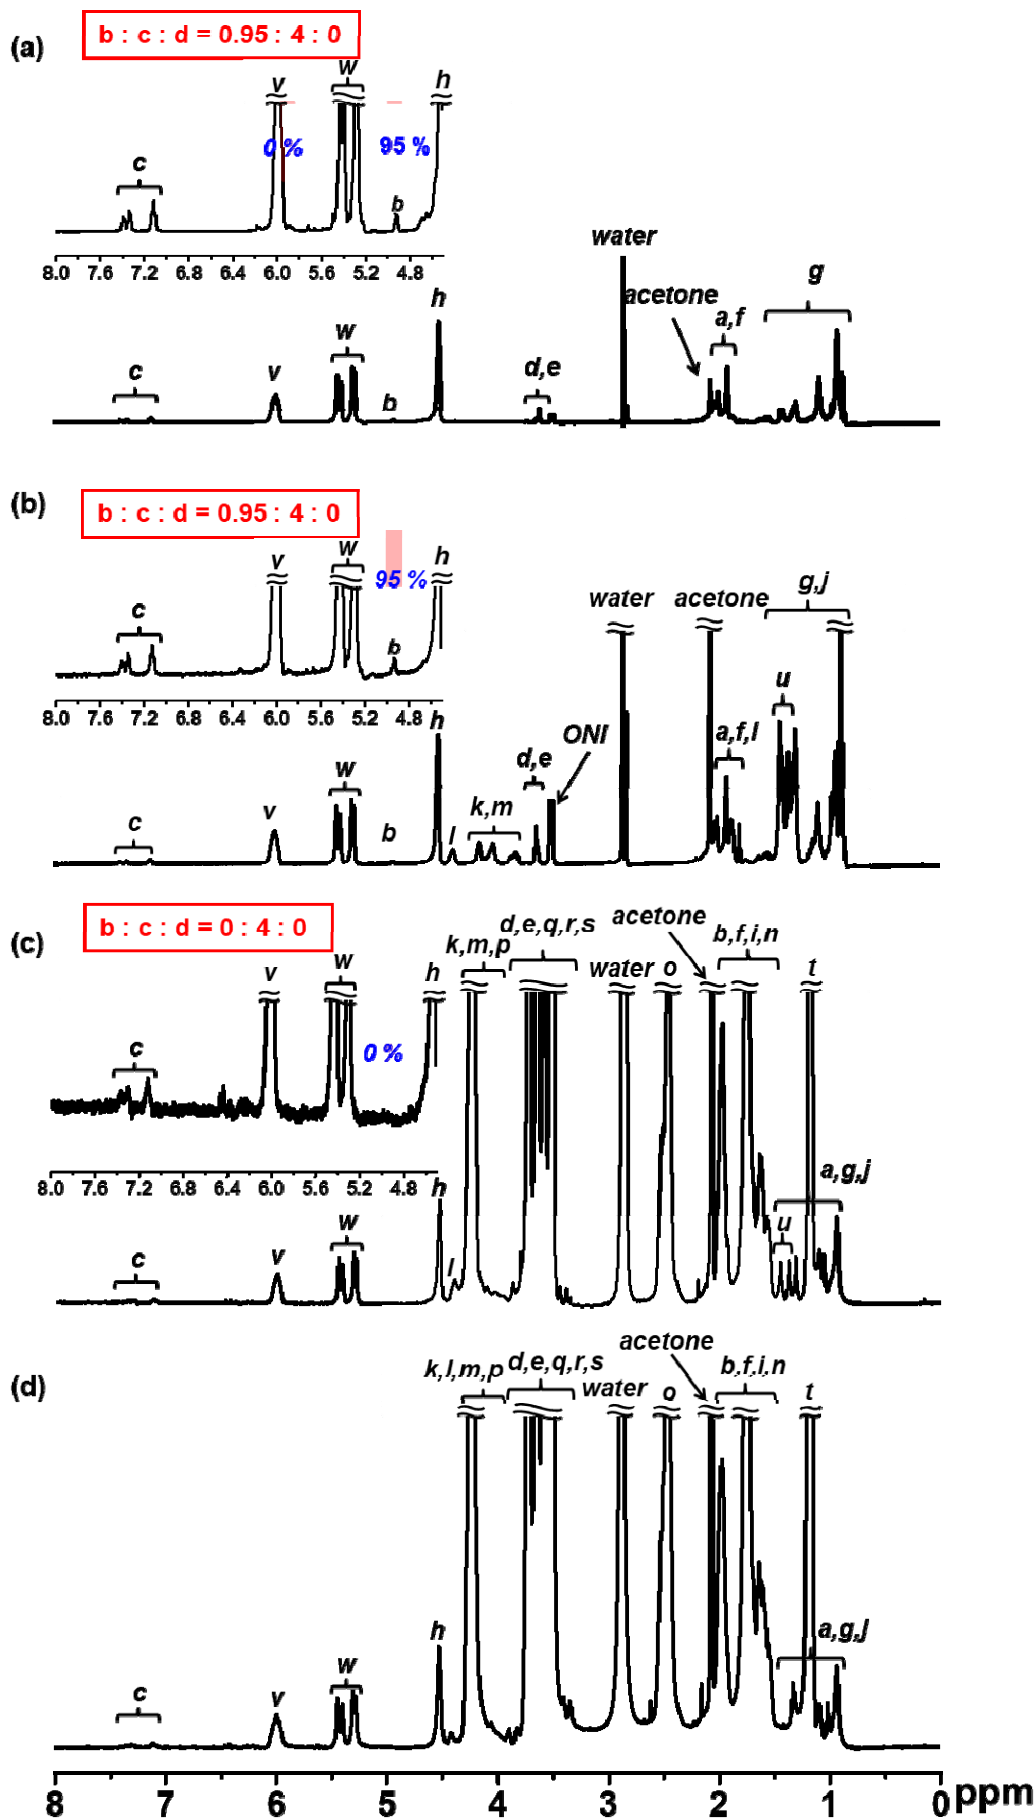 (a)
b : c : d = 0.95 : 4 : 0
v
w
h
0 %
95 %
c
b
8.0 7.6 7.2 6.8 6.4 6.0 5.6 5.2 4.8
water
acetone
g
h
a,f
w
d,e
v
c
b
(b)
b : c : d = 0.95 : 4 : 0
v
w
h
95 %
c
b
8.0 7.6 7.2 6.8 6.4 6.0 5.6 5.2 4.8
water
acetone
g,j
u
h
ONI
a,f,l
d,e
w
k,m
v
c
b
l
(c)
b : c : d = 0 : 4 : 0
acetone
d,e,q,r,s
k,m,p
b,f,i,n
v
w
h
water
o
t
0 %
c
8.0 7.6 7.2 6.8 6.4 6.0 5.6 5.2 4.8
a,g,j
h
w
u
v
l
c
(d)
acetone
k,l,m,p
d,e,q,r,s
b,f,i,n
water
o
t
a,g,j
h
w
v
c
8 7 6 5 4 3 2 1 0 ppm